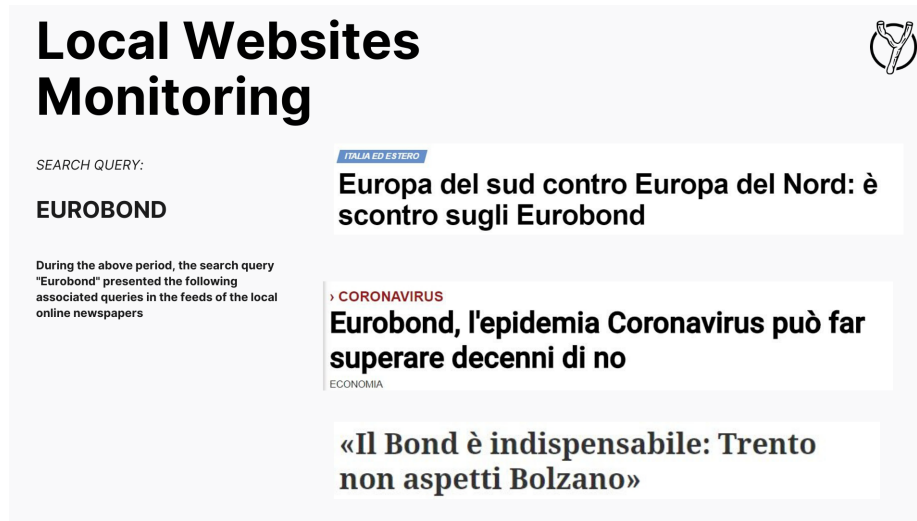 Local Websites
Monitoring
SEARCH QUERY:
EUROBOND
During the above period, the search query
"Eurobond" presented the following
associated queries in the feeds of the local
online newspapers
ITALIA ED ESTERO
Europa del sud contro Europa del Nord: è
scontro sugli Eurobond
› CORONAVIRUS
Eurobond, l'epidemia Coronavirus può far
superare decenni di no
ECONOMIA
«Il Bond è indispensabile: Trento
non aspetti Bolzano»